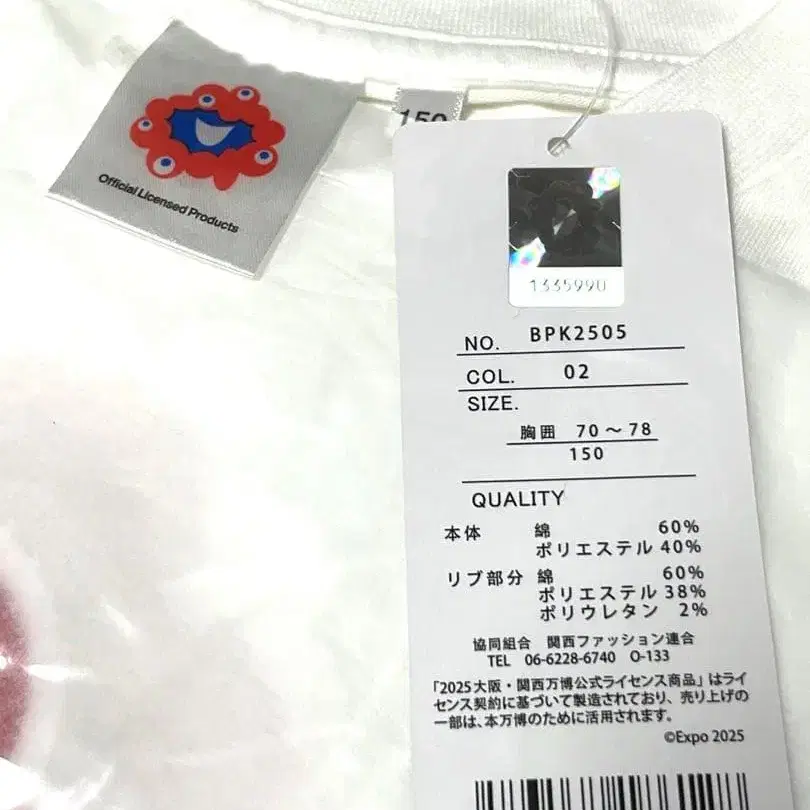 Official Licensed Products
150
1335990
NO. BPK2505
COL. 02
SIZE.
胸囲 70～78
150
QUALITY
本体 綿 60%
ポリエステル 40%
リブ部分 綿 60%
ポリエステル 38%
ポリウレタン 2%
協同組合 関西ファッション連合
TEL 06-6228-6740 O-133
「2025大阪・関西万博公式ライセンス商品」はライ
センス契約に基づいて製造されており、売り上げの
一部は、本万博のために活用されます。
©Expo 2025